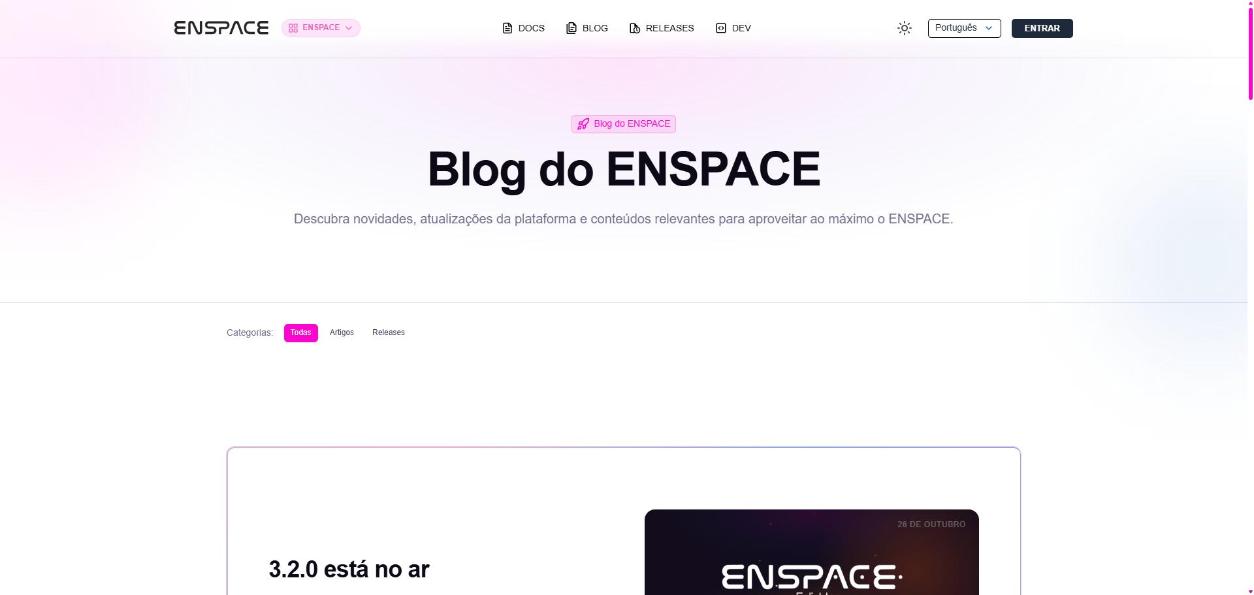 ENSPACE
ENSPACE
DOCS
BLOG
RELEASES
DEV
Português
ENTRAR
Blog do ENSPACE
Blog do ENSPACE
Descubra novidades, atualizações da plataforma e conteúdos relevantes para aproveitar ao máximo o ENSPACE.
Categorias:
Todas
Artigos
Releases
26 DE OUTUBRO
3.2.0 está no ar
ENSPACE